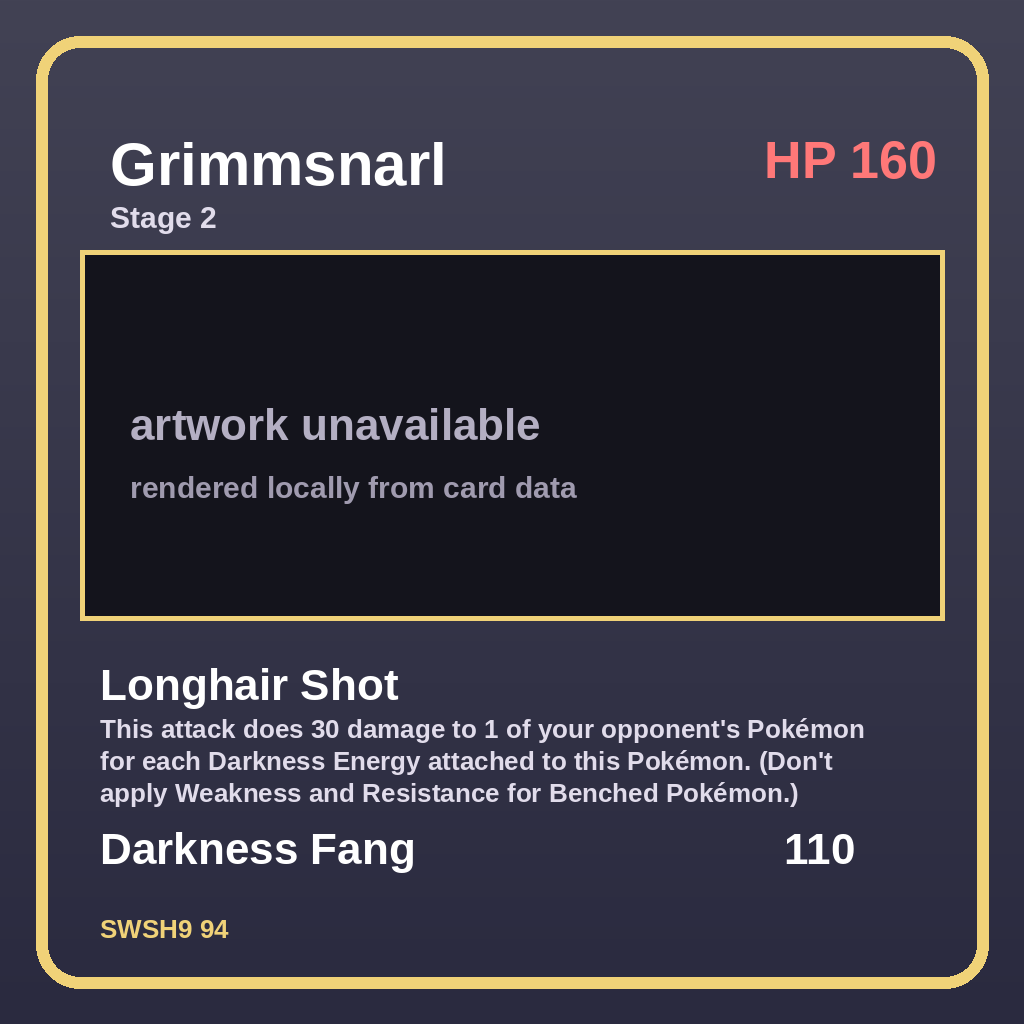 Grimmsnarl
HP 160
Stage 2
artwork unavailable
rendered locally from card data
Longhair Shot
This attack does 30 damage to 1 of your opponent's Pokémon
for each Darkness Energy attached to this Pokémon. (Don't
apply Weakness and Resistance for Benched Pokémon.)
Darkness Fang 110
SWSH9 94